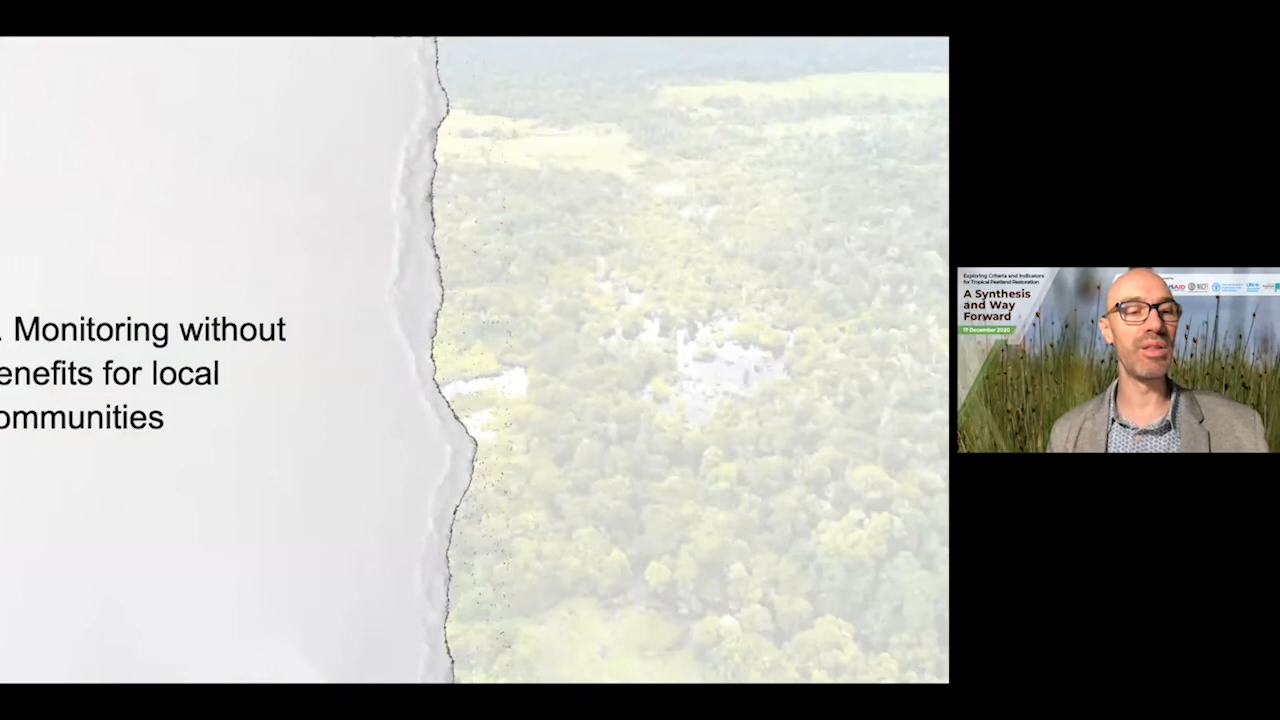 . Monitoring without
enefits for local
ommunities
Exploring Criteria and Indicators
for Tropical Peatland Restoration
A Synthesis
and Way
Forward
17 December 2020